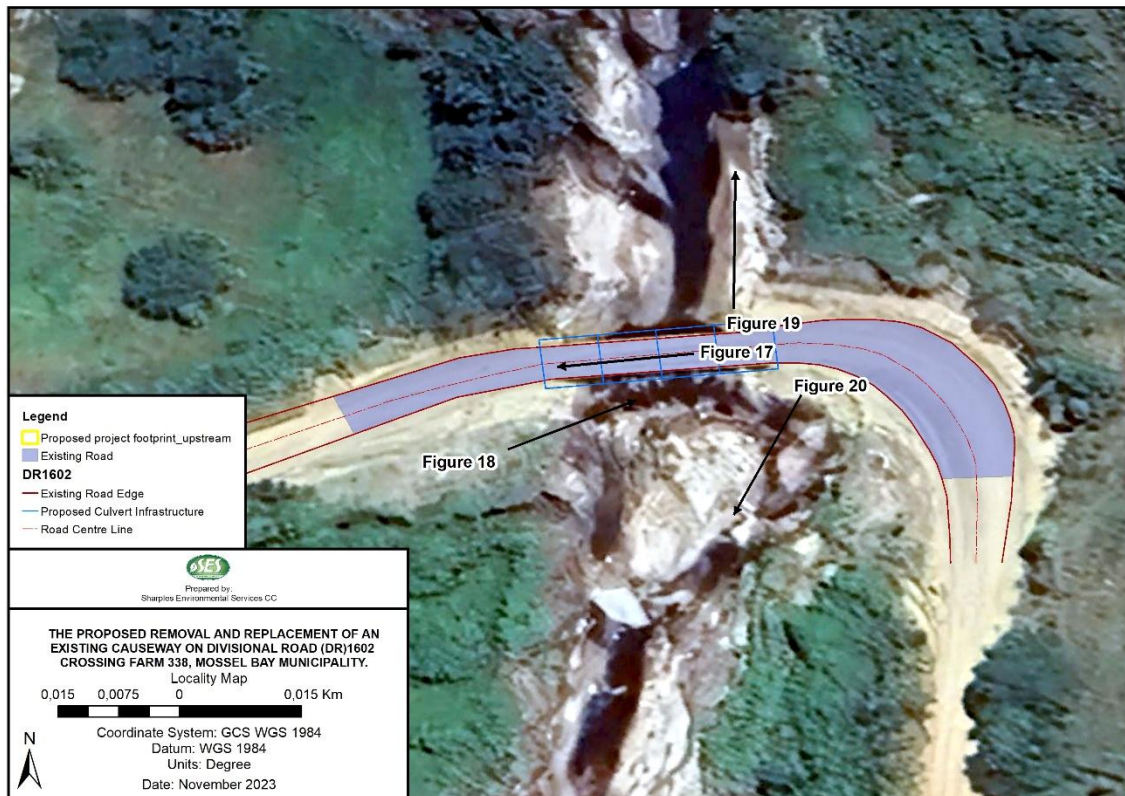 Figure 19
Figure 17
Figure 20
Figure 18
Legend
Proposed project footprint_upstream
Existing Road
DR1602
Existing Road Edge
Proposed Culvert Infrastructure
Road Centre Line
SES
Prepared by:
Sharples Environmental Services CC
THE PROPOSED REMOVAL AND REPLACEMENT OF AN
EXISTING CAUSEWAY ON DIVISIONAL ROAD (DR)1602
CROSSING FARM 338, MOSSEL BAY MUNICIPALITY.
Locality Map
0,015 0,0075 0 0,015 Km
Coordinate System: GCS WGS 1984
Datum: WGS 1984
Units: Degree
Date: November 2023
N